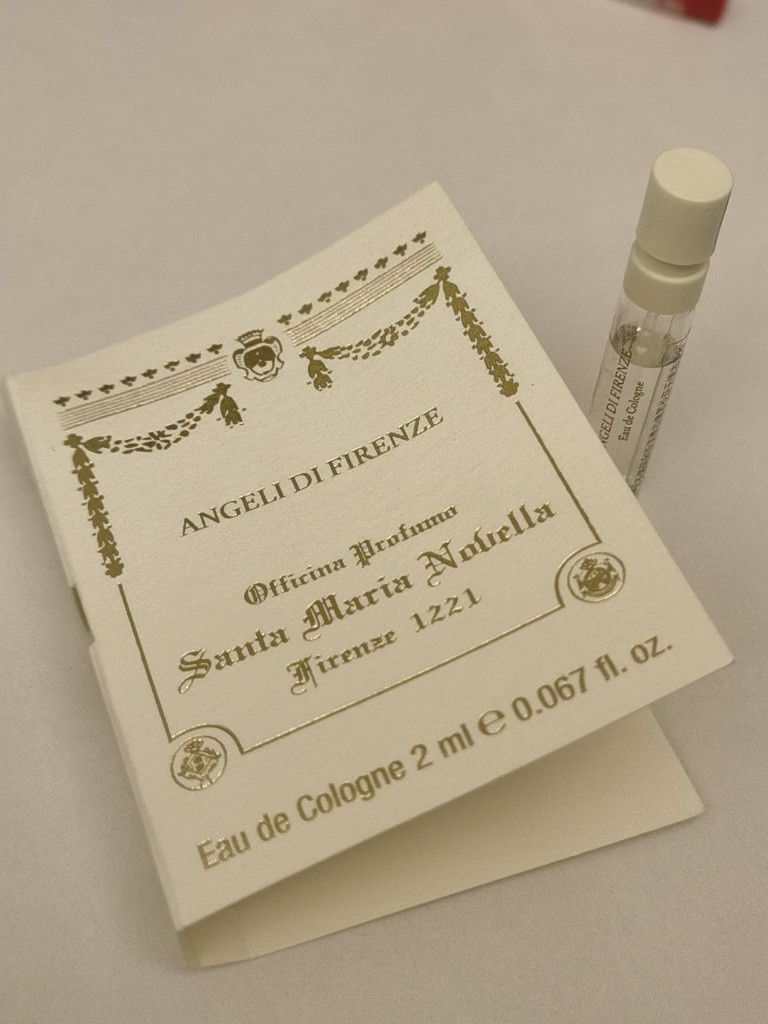 ANGELI DI FIRENZE
Officina Profumo
Santa Maria Novella
Firenze 1221
Eau de Cologne 2 ml ℮ 0.067 fl. oz.
DI FIRENZE
Eau de Cologne